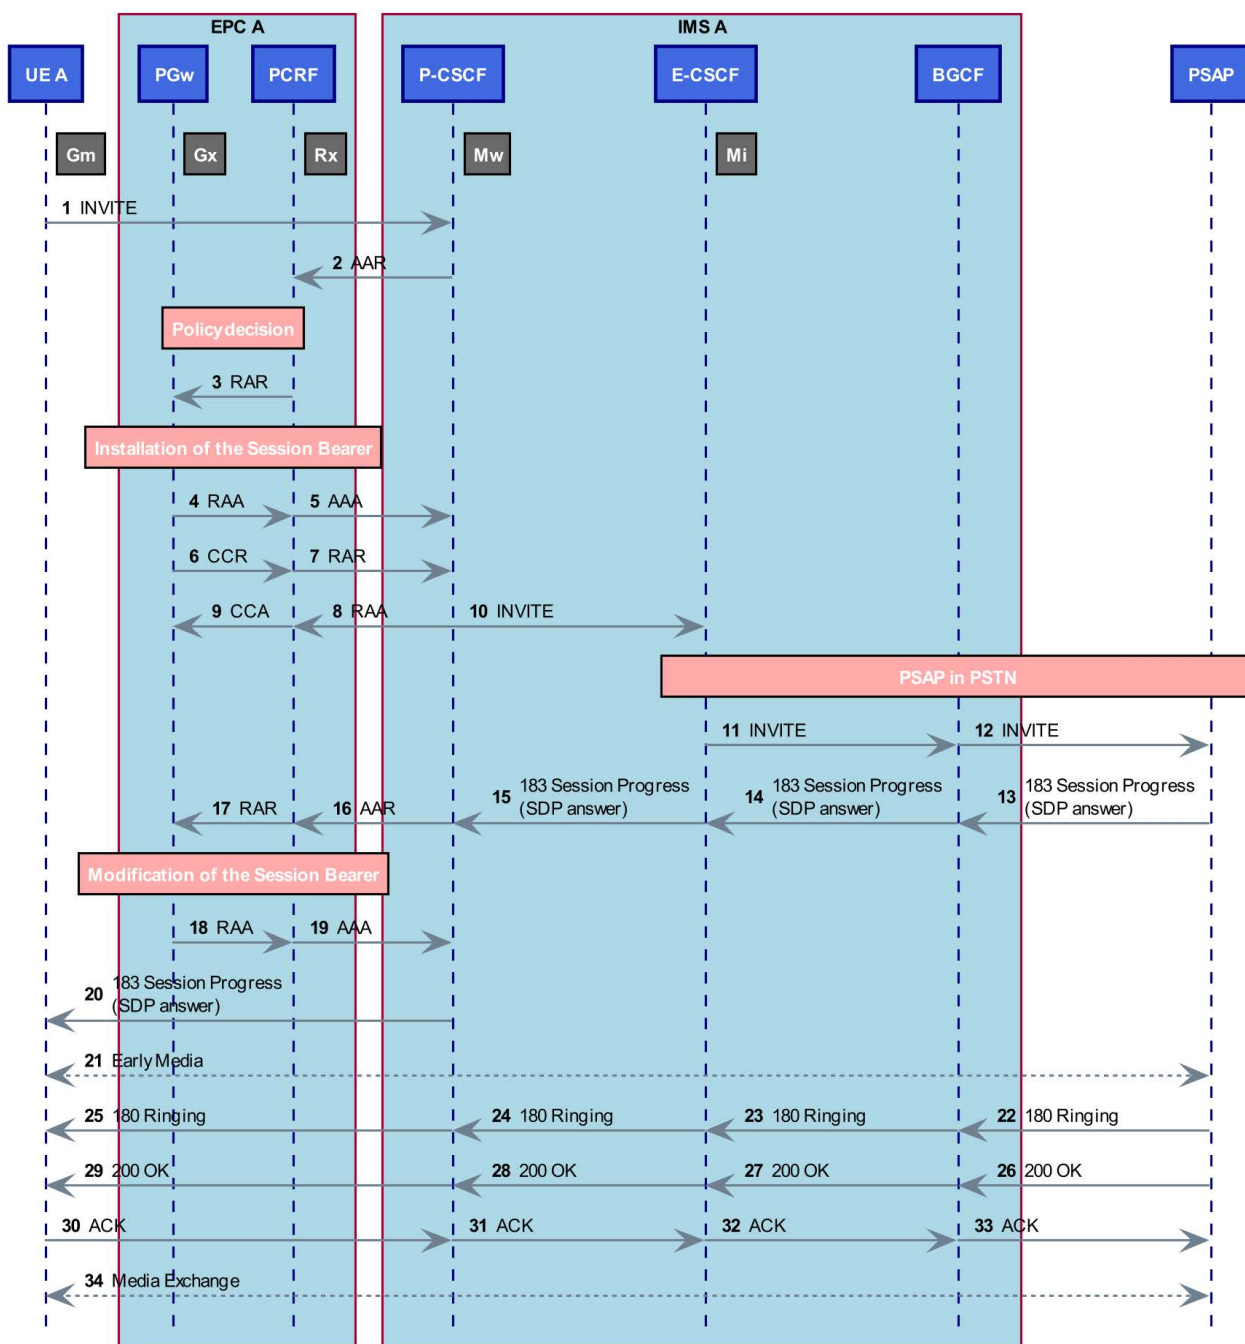 EPC A
IMS A
UE A
PGw
PCRF
P-CSCF
E-CSCF
BGCF
PSAP
Gm
Gx
Rx
Mw
Mi
1 INVITE
2 AAR
Policy decision
3 RAR
Installation of the Session Bearer
4 RAA
5 AAA
6 CCR
7 RAR
9 CCA
8 RAA
10 INVITE
PSAP in PSTN
11 INVITE
12 INVITE
17 RAR
16 AAR
15 183 Session Progress
(SDP answer)
14 183 Session Progress
(SDP answer)
13 183 Session Progress
(SDP answer)
Modification of the Session Bearer
18 RAA
19 AAA
20 183 Session Progress
(SDP answer)
21 Early Media
25 180 Ringing
24 180 Ringing
23 180 Ringing
22 180 Ringing
29 200 OK
28 200 OK
27 200 OK
26 200 OK
30 ACK
31 ACK
32 ACK
33 ACK
34 Media Exchange